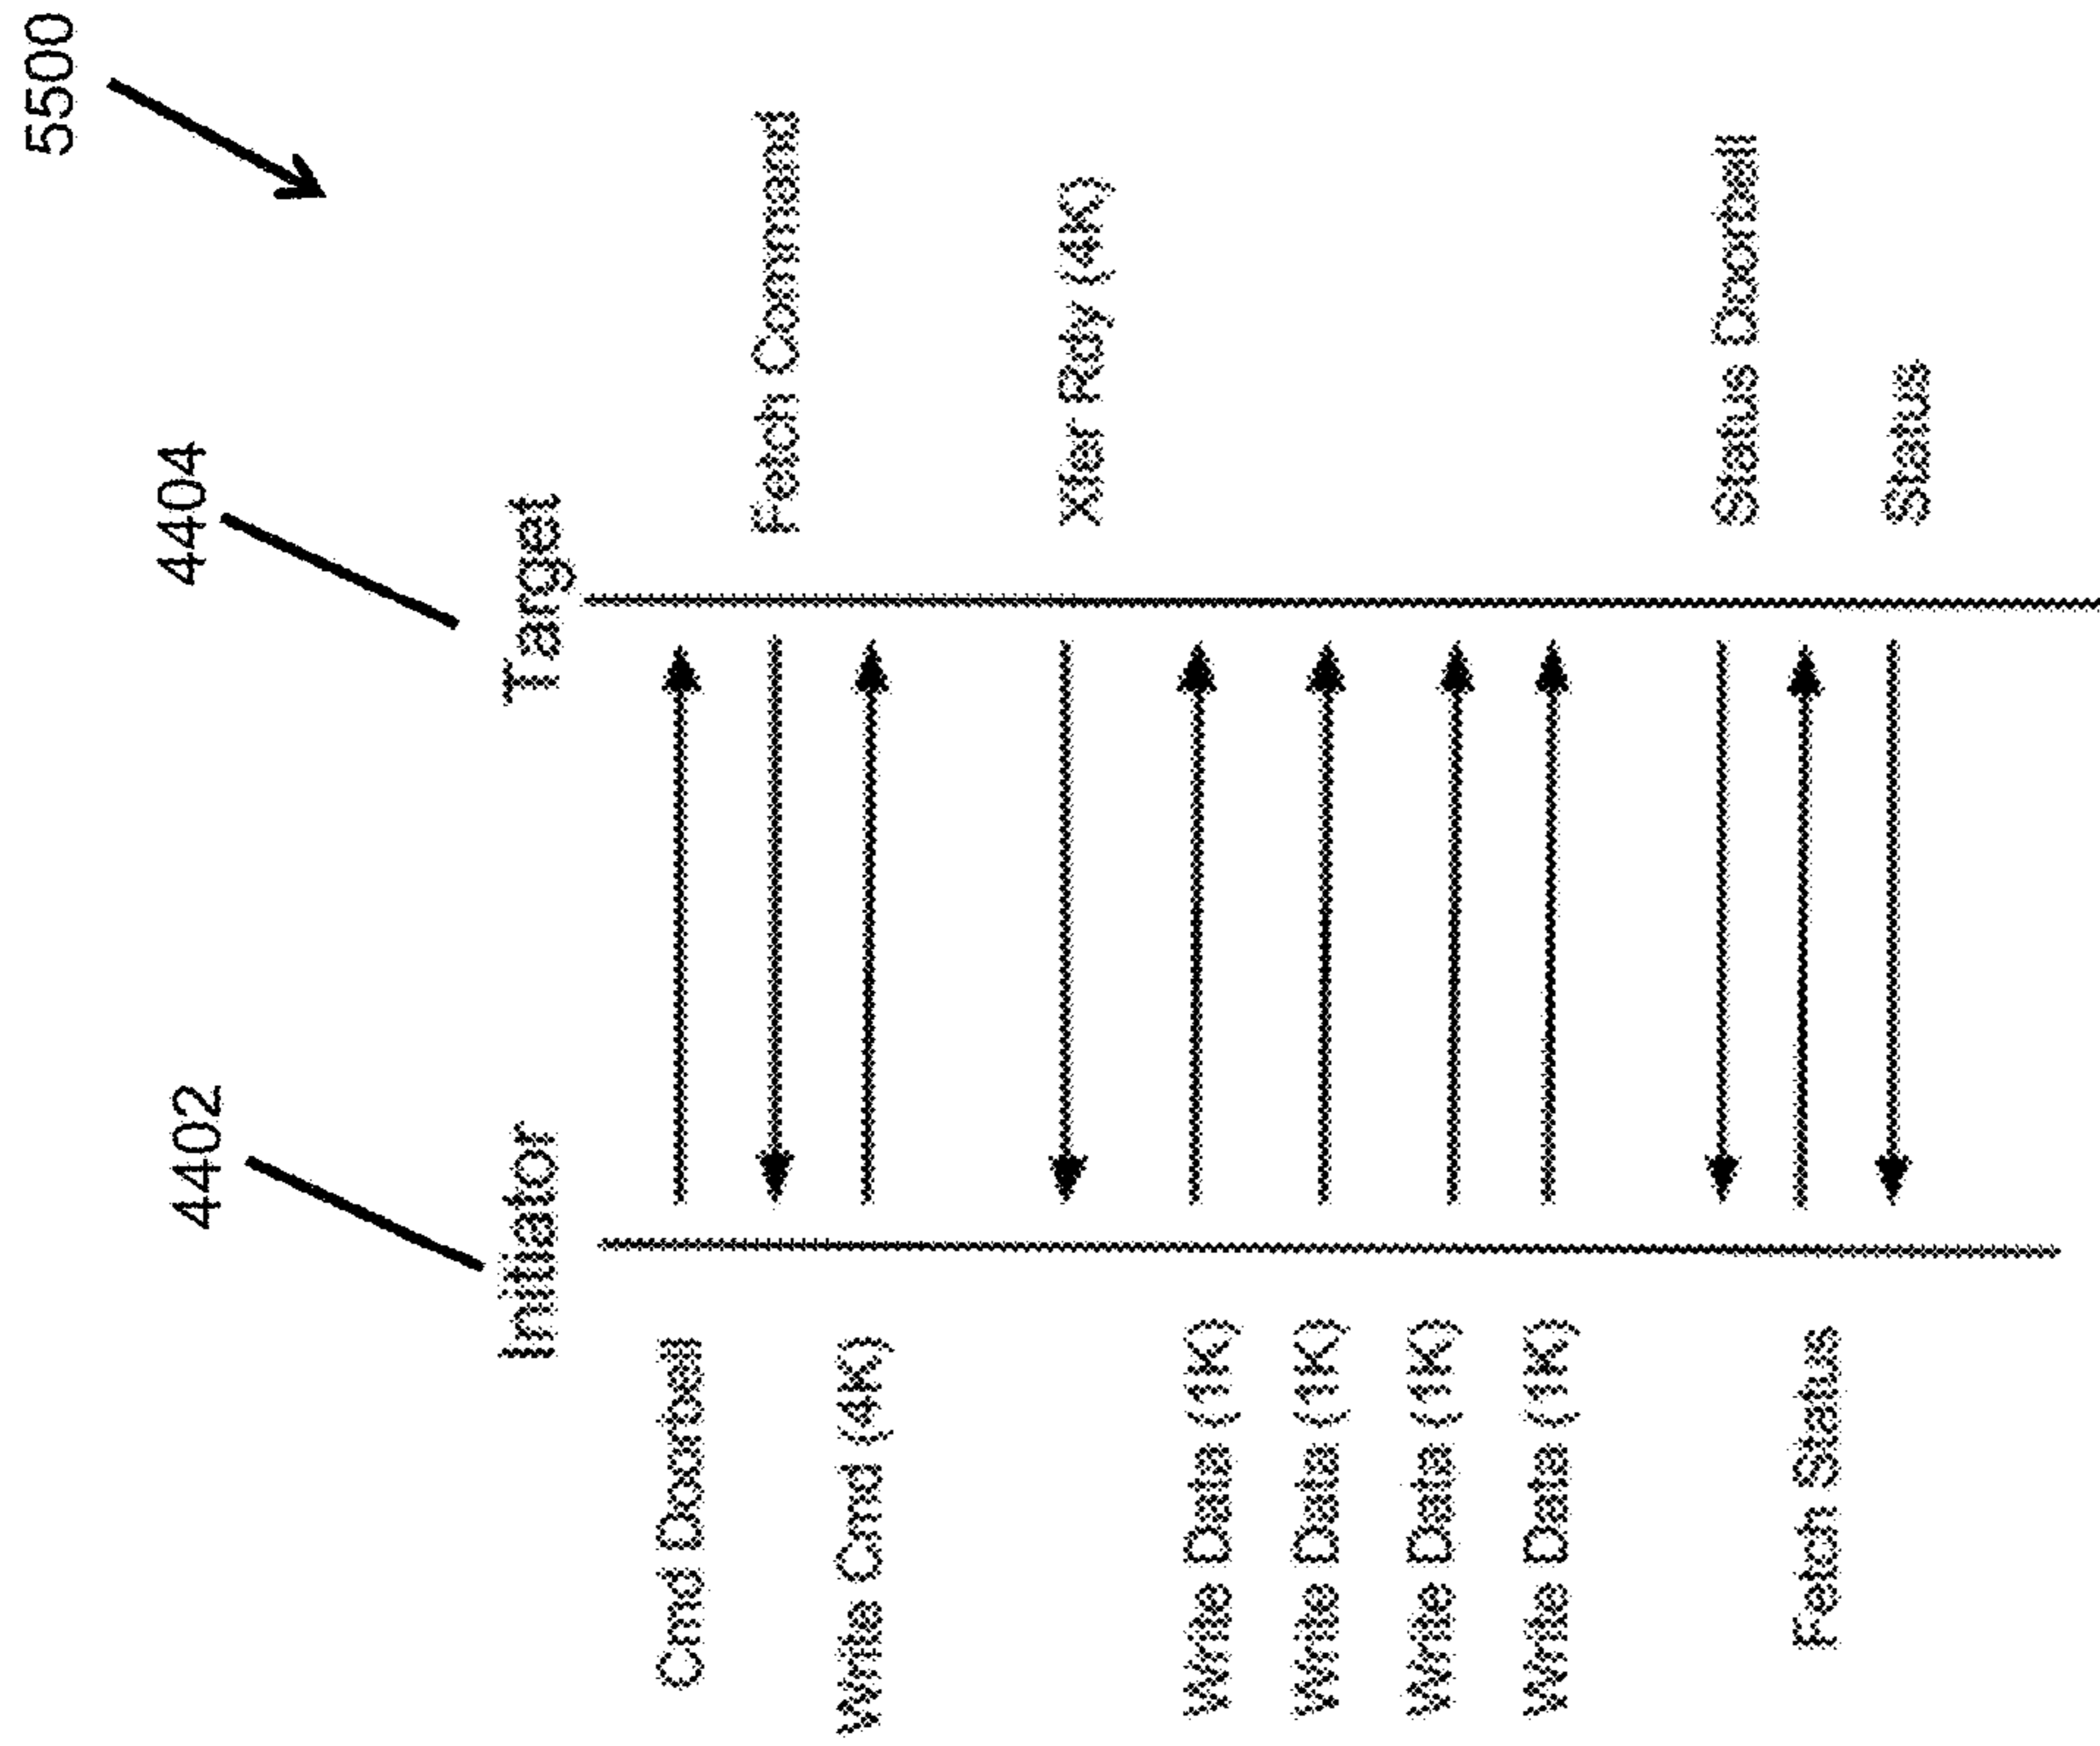 5500
4402
4404
Initiator
Target
Cmd Doorbell
Fetch Command
Write Cmd (4K)
Xfer Rdy (4K)
Write Data (1K)
Write Data (1K)
Write Data (1K)
Write Data (1K)
Status Doorbell
Fetch Status
Status